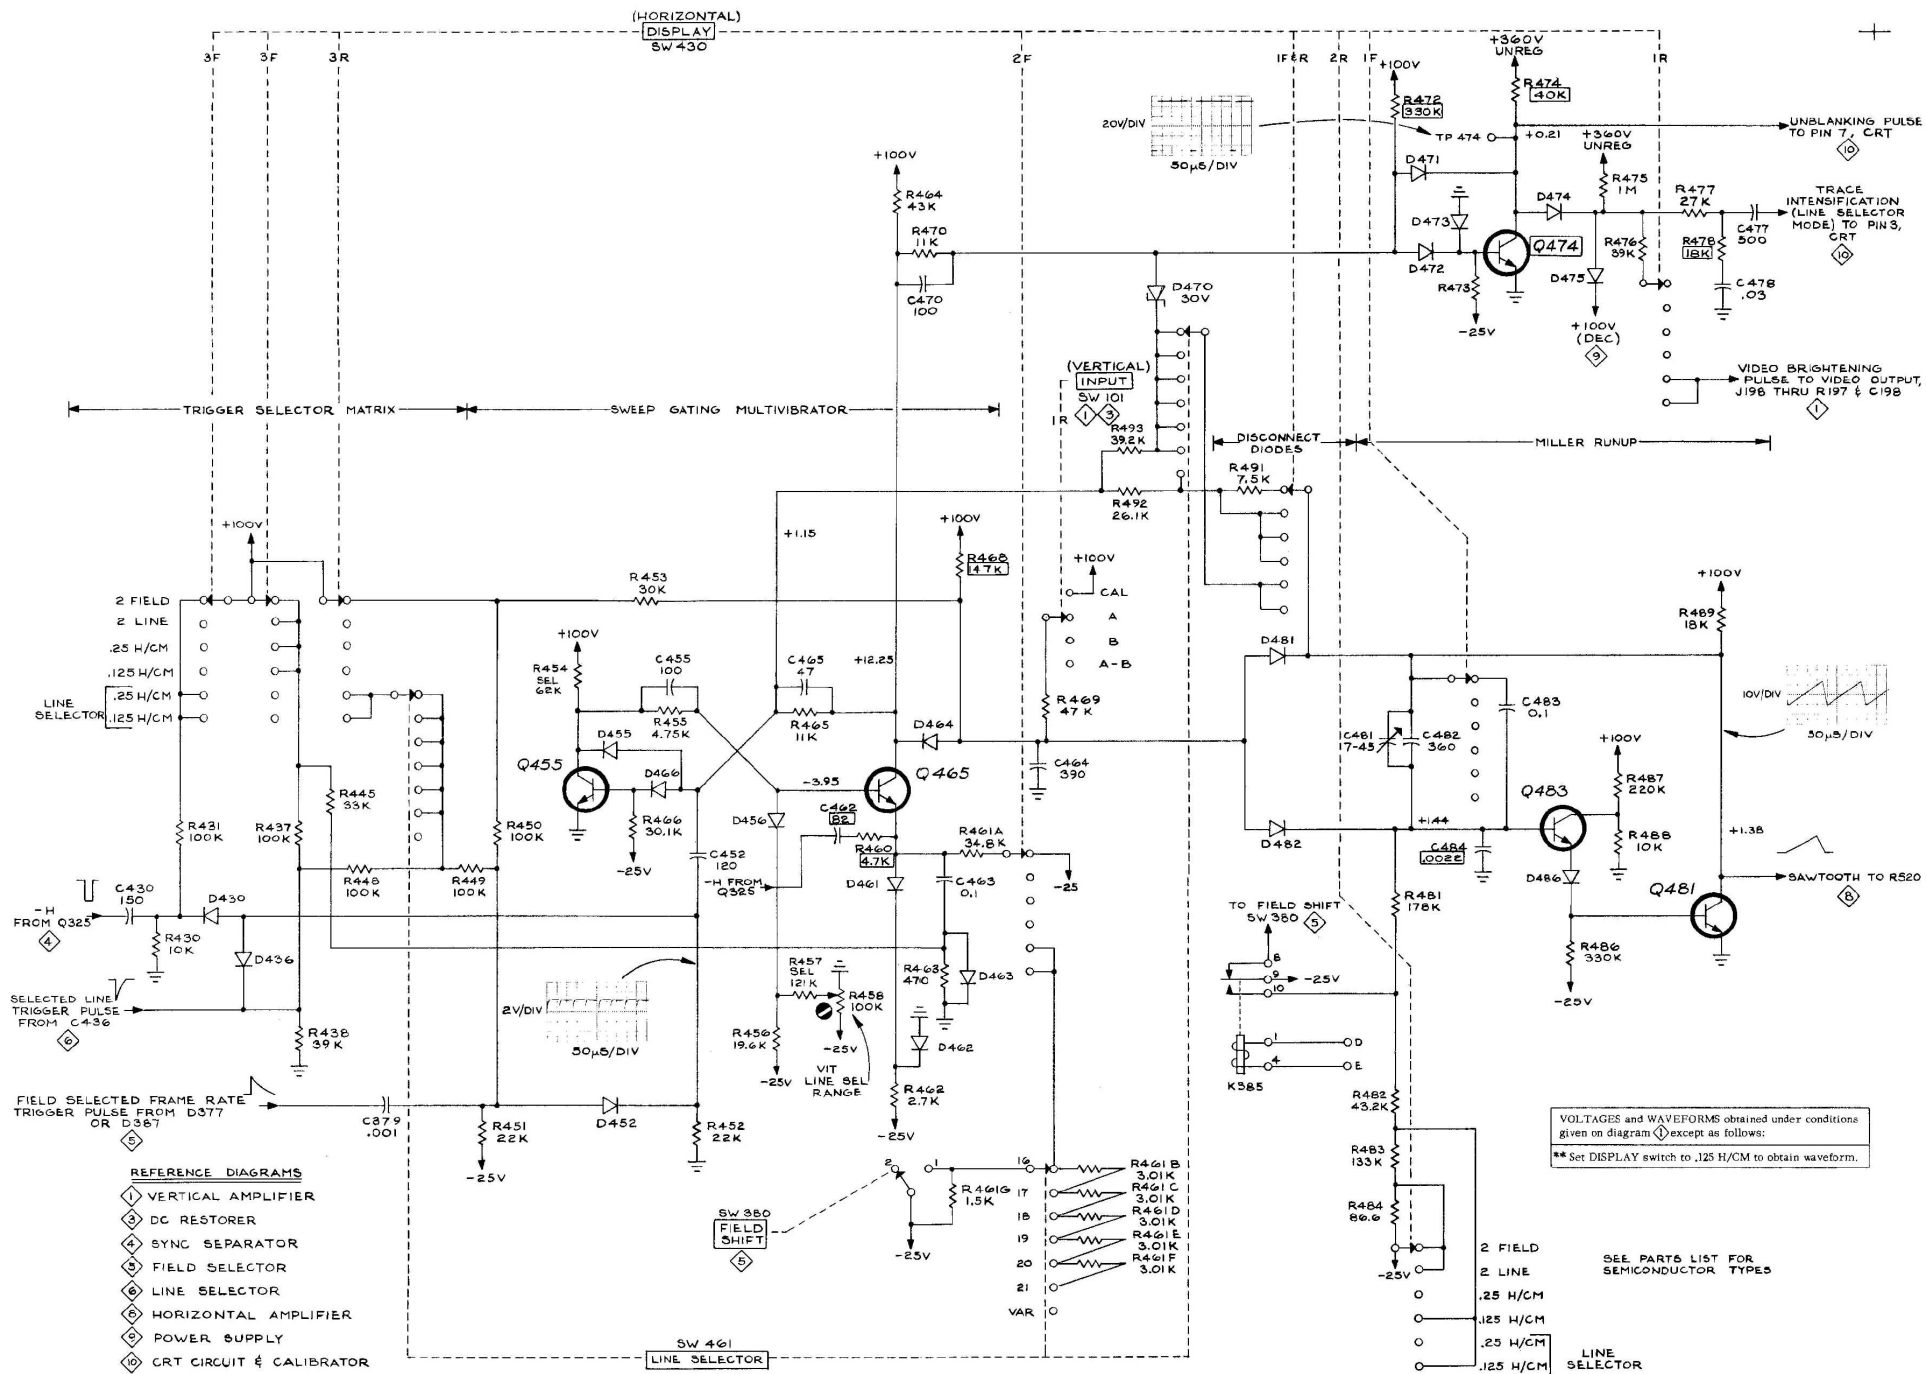 (HORIZONTAL)
DISPLAY
SW 430
3F
3F
3R
2F
1F&R
2R
1F
1R
+360V
UNREG
+100V
R474
40K
R472
330K
20V/DIV
50µS/DIV
TP 474
+0.21
UNBLANKING PULSE
TO PIN 7, CRT
10
+360V
UNREG
D471
R475
1M
D473
D474
R477
27K
TRACE
INTENSIFICATION
(LINE SELECTOR
MODE) TO PIN 3,
CRT
10
C477
500
D472
Q474
R476
39K
R478
18K
D475
R473
-25V
C478
.03
+100V
(DEC)
9
+100V
R464
43K
R470
11K
C470
100
D470
30V
(VERTICAL)
INPUT
SW 101
1
3
1R
VIDEO BRIGHTENING
PULSE TO VIDEO OUTPUT,
J198 THRU R197 & C198
1
TRIGGER SELECTOR MATRIX
SWEEP GATING MULTIVIBRATOR
R493
39.2K
DISCONNECT
DIODES
MILLER RUNUP
R491
7.5K
R492
26.1K
+100V
+1.15
+100V
R468
147K
R453
30K
+100V
CAL
A
B
A-B
2 FIELD
2 LINE
.25 H/CM
.125 H/CM
LINE
SELECTOR
.25 H/CM
.125 H/CM
+100V
R454
SEL
62K
C455
100
C465
47
+12.25
R455
4.75K
R465
11K
D455
D464
R469
47K
D481
+100V
R489
18K
10V/DIV
50µS/DIV
C481
7-45
C482
360
C483
0.1
+100V
Q455
D466
-3.95
Q465
C464
390
Q483
R487
220K
R445
33K
R466
30.1K
-25V
D456
C462
82
R460
4.7K
R461A
34.8K
D482
+1.44
C484
.0022
R488
10K
+1.38
R431
100K
R437
100K
R450
100K
C452
120
D461
C463
0.1
-25
D486
R448
100K
R449
100K
-H FROM
Q325
R481
178K
Q481
C430
150
D430
-H
FROM Q325
4
R430
10K
D436
TO FIELD SHIFT
SW 380
5
SAWTOOTH TO R520
8
R486
330K
-25V
8
9
10
-25V
R457
SEL
121K
R458
100K
R463
470
D463
SELECTED LINE
TRIGGER PULSE
FROM C436
6
2V/DIV
50µS/DIV
R438
39K
R456
19.6K
-25V
-25V
VIT
LINE SEL
RANGE
D462
R462
2.7K
-25V
1
D
4
E
K385
FIELD SELECTED FRAME RATE
TRIGGER PULSE FROM D377
OR D387
5
C379
.001
R451
22K
-25V
D452
R452
22K
R482
43.2K
R483
133K
R484
86.6
-25V
VOLTAGES and WAVEFORMS obtained under conditions
given on diagram 1 except as follows:
** Set DISPLAY switch to .125 H/CM to obtain waveform.
REFERENCE DIAGRAMS
1 VERTICAL AMPLIFIER
3 DC RESTORER
4 SYNC SEPARATOR
5 FIELD SELECTOR
6 LINE SELECTOR
8 HORIZONTAL AMPLIFIER
9 POWER SUPPLY
10 CRT CIRCUIT & CALIBRATOR
2
1
R461G
1.5K
SW 380
FIELD
SHIFT
5
-25V
16
17
18
19
20
21
VAR
R461B
3.01K
R461C
3.01K
R461D
3.01K
R461E
3.01K
R461F
3.01K
2 FIELD
2 LINE
.25 H/CM
.125 H/CM
.25 H/CM
.125 H/CM
LINE
SELECTOR
SEE PARTS LIST FOR
SEMICONDUCTOR TYPES
SW 461
LINE SELECTOR